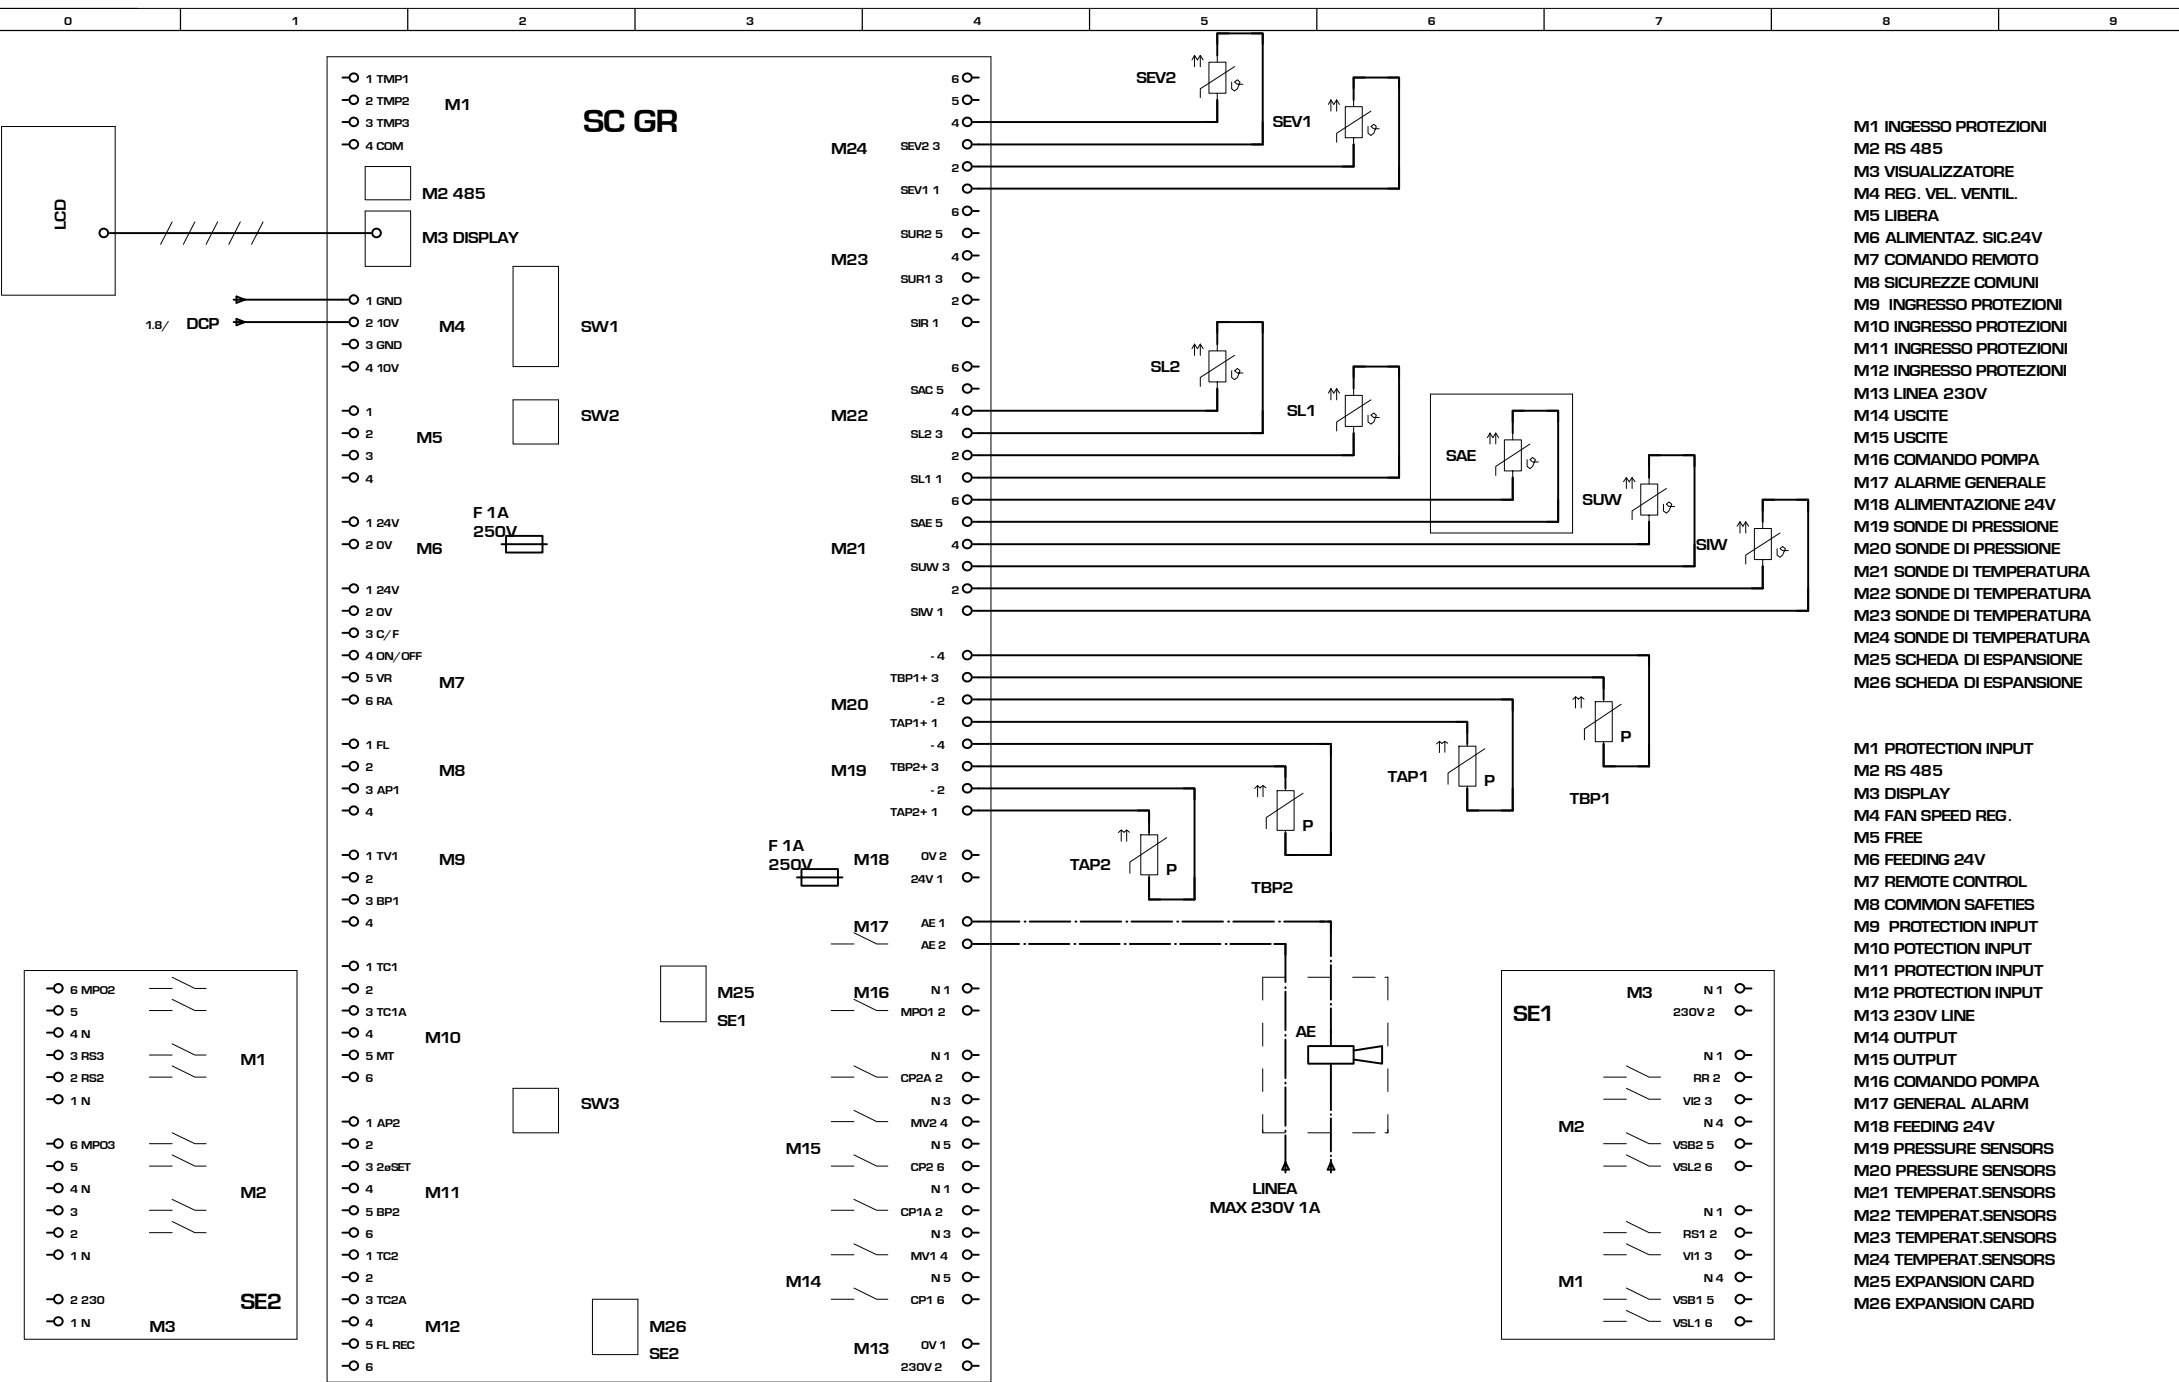 0 1 2 3 4 5 6 7 8 9
LCD
1.8/ DCP
SC GR
1 TMP1
2 TMP2
3 TMP3
4 COM
M1
M2 485
M3 DISPLAY
1 GND
2 10V
3 GND
4 10V
M4
SW1
1
2
3
4
M5
SW2
1 24V
2 0V
M6
F 1A
250V
1 24V
2 0V
3 C/F
4 ON/OFF
5 VR
6 RA
M7
1 FL
2
3 AP1
4
M8
1 TV1
2
3 BP1
4
M9
1 TC1
2
3 TC1A
4
5 MT
6
M10
1 AP2
2
3 2øSET
4
5 BP2
6
M11
1 TC2
2
3 TC2A
4
5 FL REC
6
M12
SW3
M25
SE1
M26
SE2
M24
6
5
4
SEV2 3
2
SEV1 1
M23
6
SUR2 5
4
SUR1 3
2
SIR 1
M22
6
SAC 5
4
SL2 3
2
SL1 1
M21
6
SAE 5
4
SUW 3
2
SIW 1
M20
- 4
TBP1+ 3
- 2
TAP1+ 1
M19
- 4
TBP2+ 3
- 2
TAP2+ 1
F 1A
250V
M18
0V 2
24V 1
M17
AE 1
AE 2
M16
N 1
MPO1 2
M15
N 1
CP2A 2
N 3
MV2 4
N 5
CP2 6
M14
N 1
CP1A 2
N 3
MV1 4
N 5
CP1 6
M13
0V 1
230V 2
SEV2
ϑ
SEV1
ϑ
SL2
ϑ
SL1
ϑ
SAE
ϑ
SUW
ϑ
SIW
ϑ
TBP1
P
TAP1
P
TBP2
P
TAP2
P
AE
LINEA
MAX 230V 1A
6 MPO2
5
4 N
3 RS3
2 RS2
1 N
M1
6 MPO3
5
4 N
3
2
1 N
M2
2 230
1 N
M3
SE2
SE1
M3
N 1
230V 2
M2
N 1
RR 2
VI2 3
N 4
VSB2 5
VSL2 6
M1
N 1
RS1 2
VI1 3
N 4
VSB1 5
VSL1 6
M1 INGESSO PROTEZIONI
M2 RS 485
M3 VISUALIZZATORE
M4 REG. VEL. VENTIL.
M5 LIBERA
M6 ALIMENTAZ. SIC.24V
M7 COMANDO REMOTO
M8 SICUREZZE COMUNI
M9 INGRESSO PROTEZIONI
M10 INGRESSO PROTEZIONI
M11 INGRESSO PROTEZIONI
M12 INGRESSO PROTEZIONI
M13 LINEA 230V
M14 USCITE
M15 USCITE
M16 COMANDO POMPA
M17 ALARME GENERALE
M18 ALIMENTAZIONE 24V
M19 SONDE DI PRESSIONE
M20 SONDE DI PRESSIONE
M21 SONDE DI TEMPERATURA
M22 SONDE DI TEMPERATURA
M23 SONDE DI TEMPERATURA
M24 SONDE DI TEMPERATURA
M25 SCHEDA DI ESPANSIONE
M26 SCHEDA DI ESPANSIONE
M1 PROTECTION INPUT
M2 RS 485
M3 DISPLAY
M4 FAN SPEED REG.
M5 FREE
M6 FEEDING 24V
M7 REMOTE CONTROL
M8 COMMON SAFETIES
M9 PROTECTION INPUT
M10 POTECTION INPUT
M11 PROTECTION INPUT
M12 PROTECTION INPUT
M13 230V LINE
M14 OUTPUT
M15 OUTPUT
M16 COMANDO POMPA
M17 GENERAL ALARM
M18 FEEDING 24V
M19 PRESSURE SENSORS
M20 PRESSURE SENSORS
M21 TEMPERAT.SENSORS
M22 TEMPERAT.SENSORS
M23 TEMPERAT.SENSORS
M24 TEMPERAT.SENSORS
M25 EXPANSION CARD
M26 EXPANSION CARD